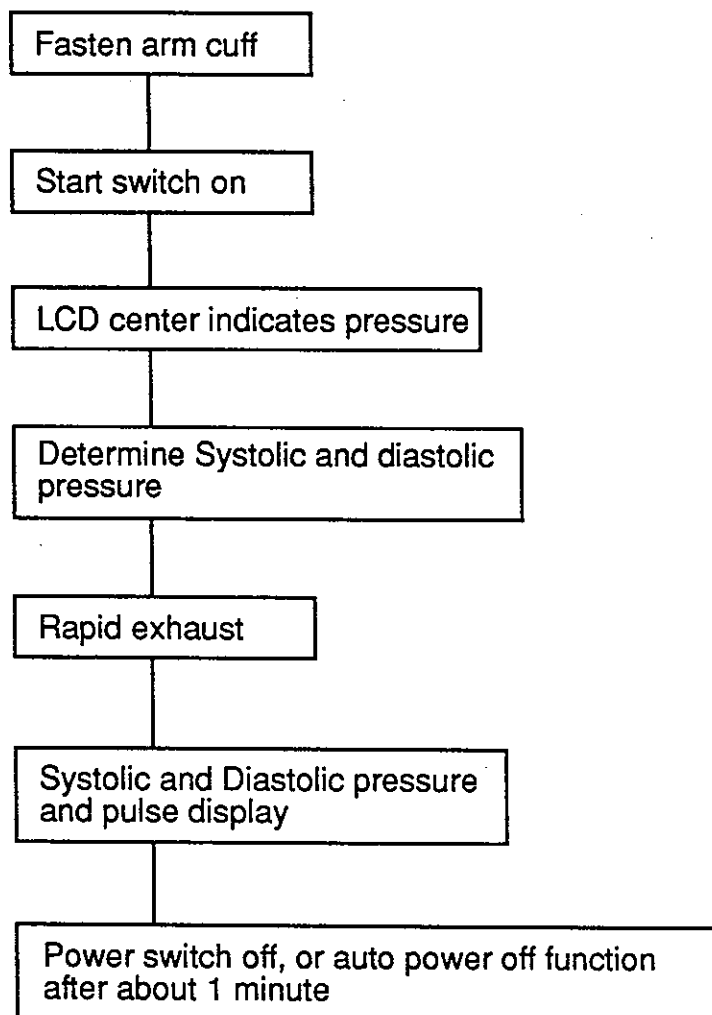 Fasten arm cuff
Start switch on
LCD center indicates pressure
Determine Systolic and diastolic
pressure
Rapid exhaust
Systolic and Diastolic pressure
and pulse display
Power switch off, or auto power off function
after about 1 minute